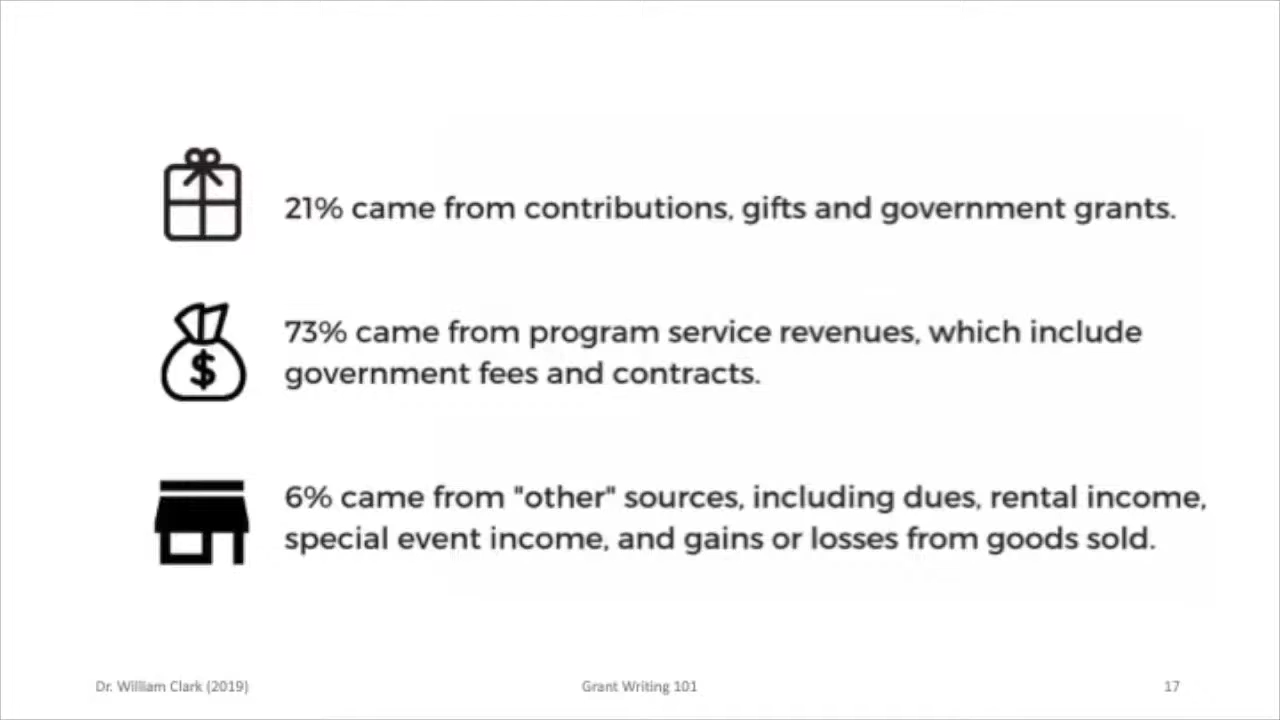 21% came from contributions, gifts and government grants.
$
73% came from program service revenues, which include
government fees and contracts.
6% came from "other" sources, including dues, rental income,
special event income, and gains or losses from goods sold.
Dr. William Clark (2019)
Grant Writing 101
17